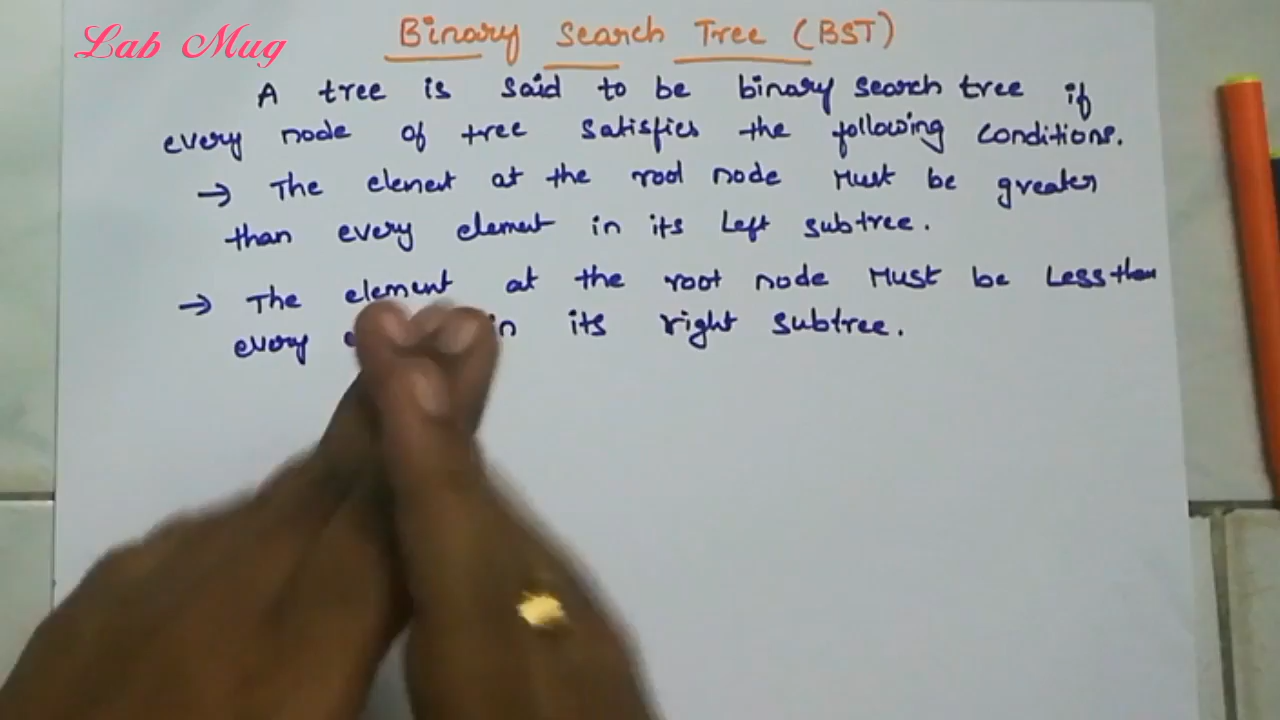 Lab Mug
Binary Search Tree (BST)
A tree is said to be binary search tree if
every node of tree satisfies the following conditions.
→ The elenent at the root node Must be greater
than every element in its Left subtree.
→ The element at the root node Must be Less than
every in its right subtree.